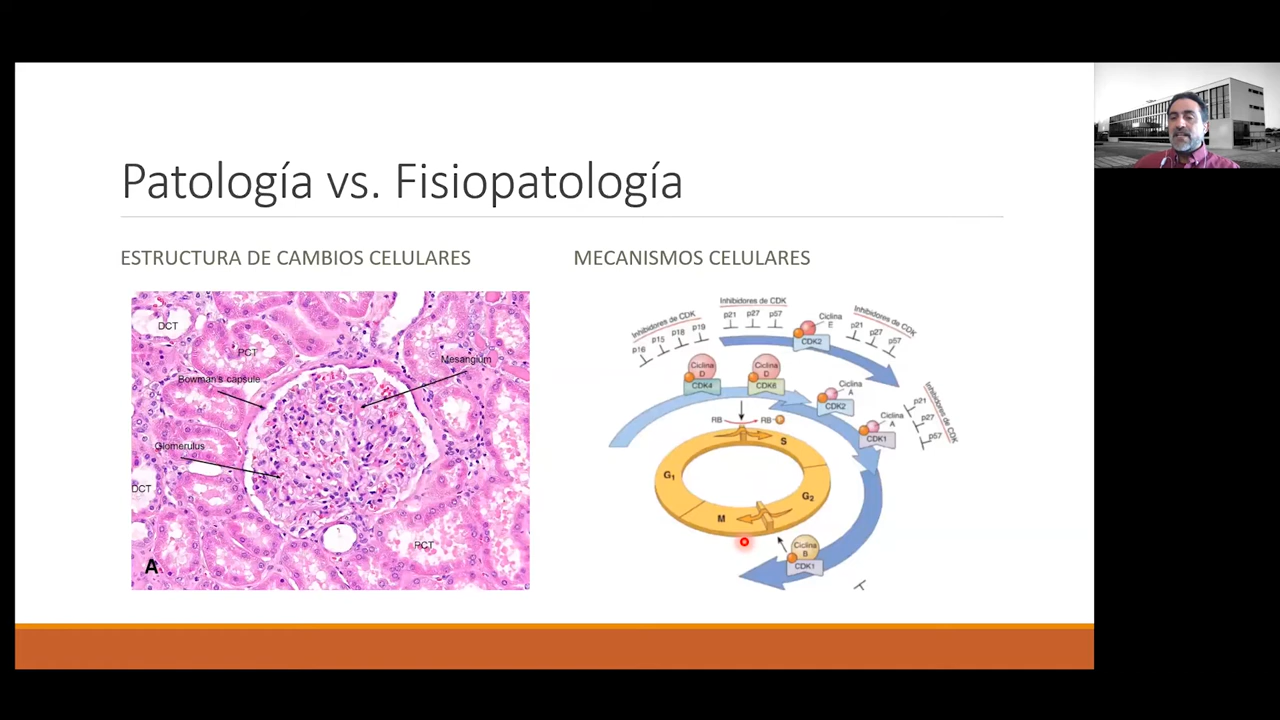 Patología vs. Fisiopatología
ESTRUCTURA DE CAMBIOS CELULARES
DCT
PCT
Mesangium
Bowman's capsule
Glomerulus
DCT
PCT
A
MECANISMOS CELULARES
Inhibidores de CDK
p16
p15
p18
p19
Inhibidores de CDK
p21
p27
p57
Ciclina
E
CDK2
Inhibidores de CDK
p21
p27
p57
Ciclina
D
CDK4
Ciclina
D
CDK6
Ciclina
A
CDK2
Ciclina
A
CDK1
Inhibidores de CDK
p21
p27
p57
RB
RB
S
G1
G2
M
Ciclina
B
CDK1